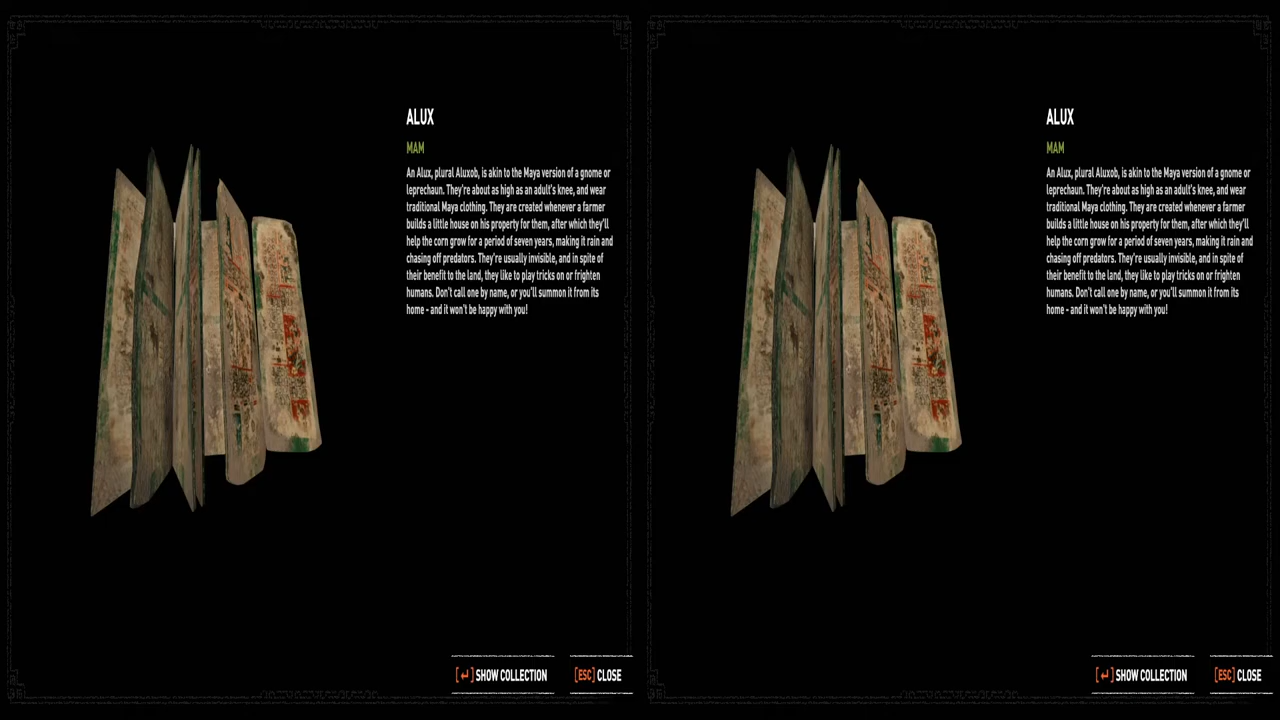 ALUX
MAM
An Alux, plural Aluxob, is akin to the Maya version of a gnome or
leprechaun. They're about as high as an adult's knee, and wear
traditional Maya clothing. They are created whenever a farmer
builds a little house on his property for them, after which they'll
help the corn grow for a period of seven years, making it rain and
chasing off predators. They're usually invisible, and in spite of
their benefit to the land, they like to play tricks on or frighten
humans. Don't call one by name, or you'll summon it from its
home - and it won't be happy with you!
[↵] SHOW COLLECTION
[ESC] CLOSE
ALUX
MAM
An Alux, plural Aluxob, is akin to the Maya version of a gnome or
leprechaun. They're about as high as an adult's knee, and wear
traditional Maya clothing. They are created whenever a farmer
builds a little house on his property for them, after which they'll
help the corn grow for a period of seven years, making it rain and
chasing off predators. They're usually invisible, and in spite of
their benefit to the land, they like to play tricks on or frighten
humans. Don't call one by name, or you'll summon it from its
home - and it won't be happy with you!
[↵] SHOW COLLECTION
[ESC] CLOSE